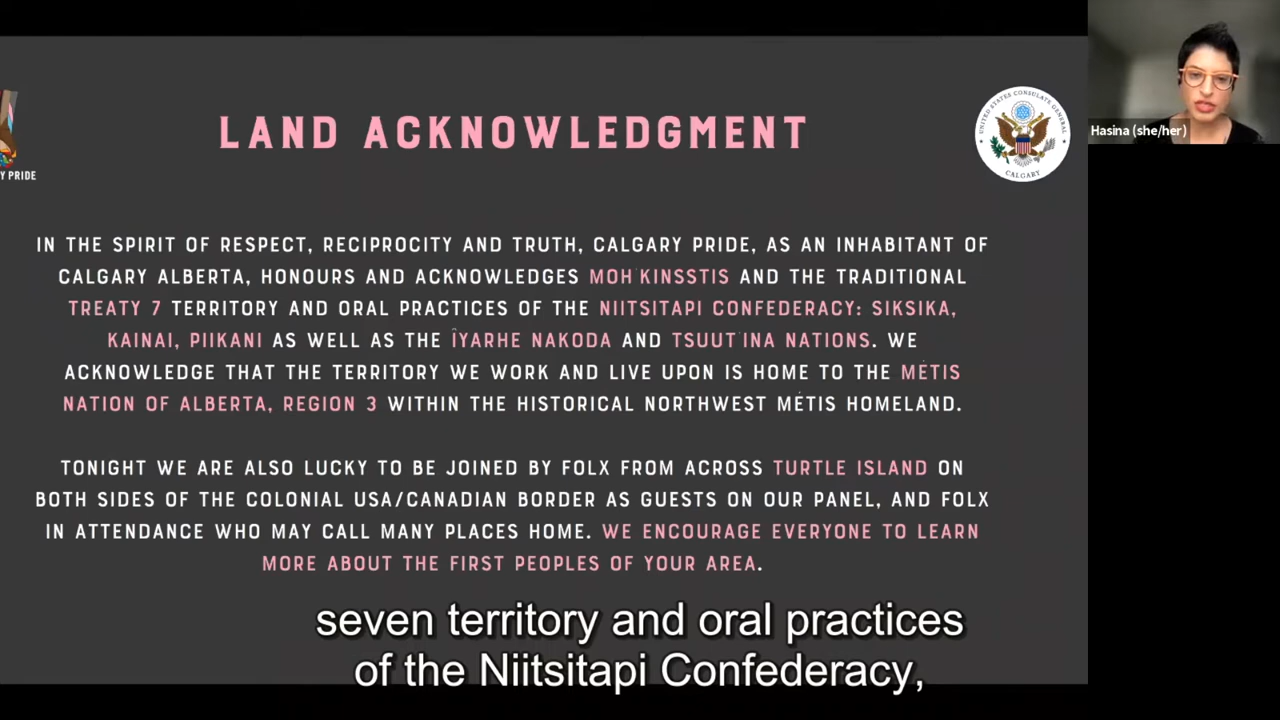 LAND ACKNOWLEDGMENT
Y PRIDE
UNITED STATES CONSULATE GENERAL
CALGARY
Hasina (she/her)
IN THE SPIRIT OF RESPECT, RECIPROCITY AND TRUTH, CALGARY PRIDE, AS AN INHABITANT OF
CALGARY ALBERTA, HONOURS AND ACKNOWLEDGES MOH'KINSSTIS AND THE TRADITIONAL
TREATY 7 TERRITORY AND ORAL PRACTICES OF THE NIITSITAPI CONFEDERACY: SIKSIKA,
KAINAI, PIIKANI AS WELL AS THE ÎYARHE NAKODA AND TSUUT'INA NATIONS. WE
ACKNOWLEDGE THAT THE TERRITORY WE WORK AND LIVE UPON IS HOME TO THE MÉTIS
NATION OF ALBERTA, REGION 3 WITHIN THE HISTORICAL NORTHWEST MÉTIS HOMELAND.
TONIGHT WE ARE ALSO LUCKY TO BE JOINED BY FOLX FROM ACROSS TURTLE ISLAND ON
BOTH SIDES OF THE COLONIAL USA/CANADIAN BORDER AS GUESTS ON OUR PANEL, AND FOLX
IN ATTENDANCE WHO MAY CALL MANY PLACES HOME. WE ENCOURAGE EVERYONE TO LEARN
MORE ABOUT THE FIRST PEOPLES OF YOUR AREA.
seven territory and oral practices
of the Niitsitapi Confederacy,